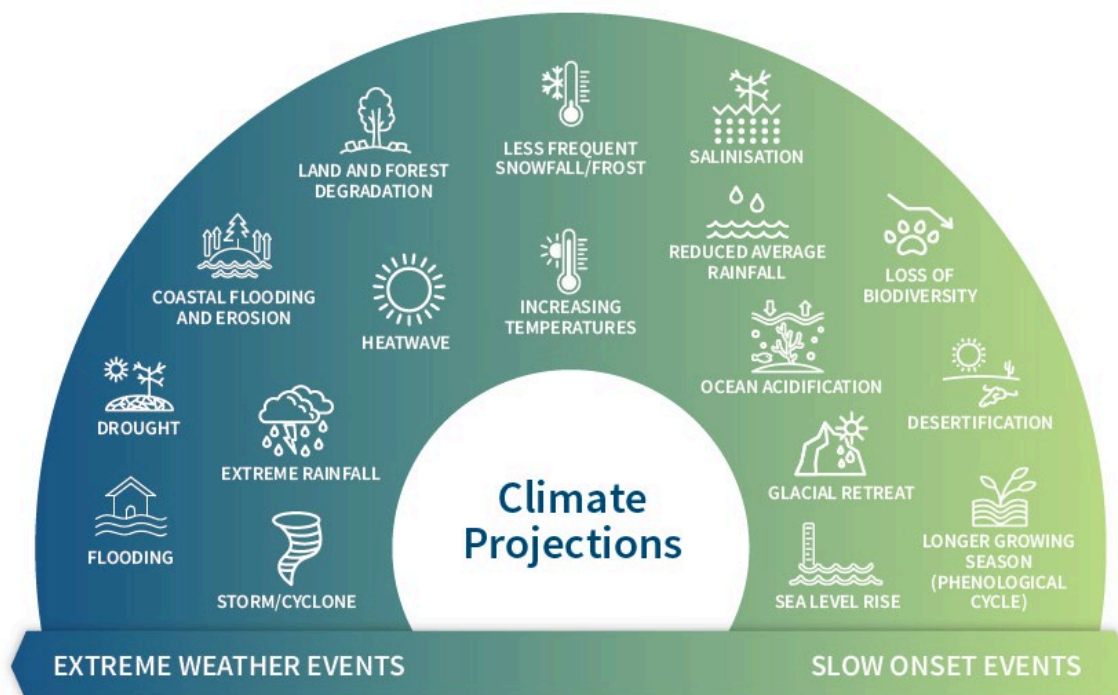 LAND AND FOREST
DEGRADATION
LESS FREQUENT
SNOWFALL/FROST
SALINISATION
COASTAL FLOODING
AND EROSION
HEATWAVE
INCREASING
TEMPERATURES
REDUCED AVERAGE
RAINFALL
LOSS OF
BIODIVERSITY
DROUGHT
EXTREME RAINFALL
OCEAN ACIDIFICATION
DESERTIFICATION
FLOODING
STORM/CYCLONE
Climate
Projections
GLACIAL RETREAT
SEA LEVEL RISE
LONGER GROWING
SEASON
(PHENOLOGICAL
CYCLE)
EXTREME WEATHER EVENTS
SLOW ONSET EVENTS